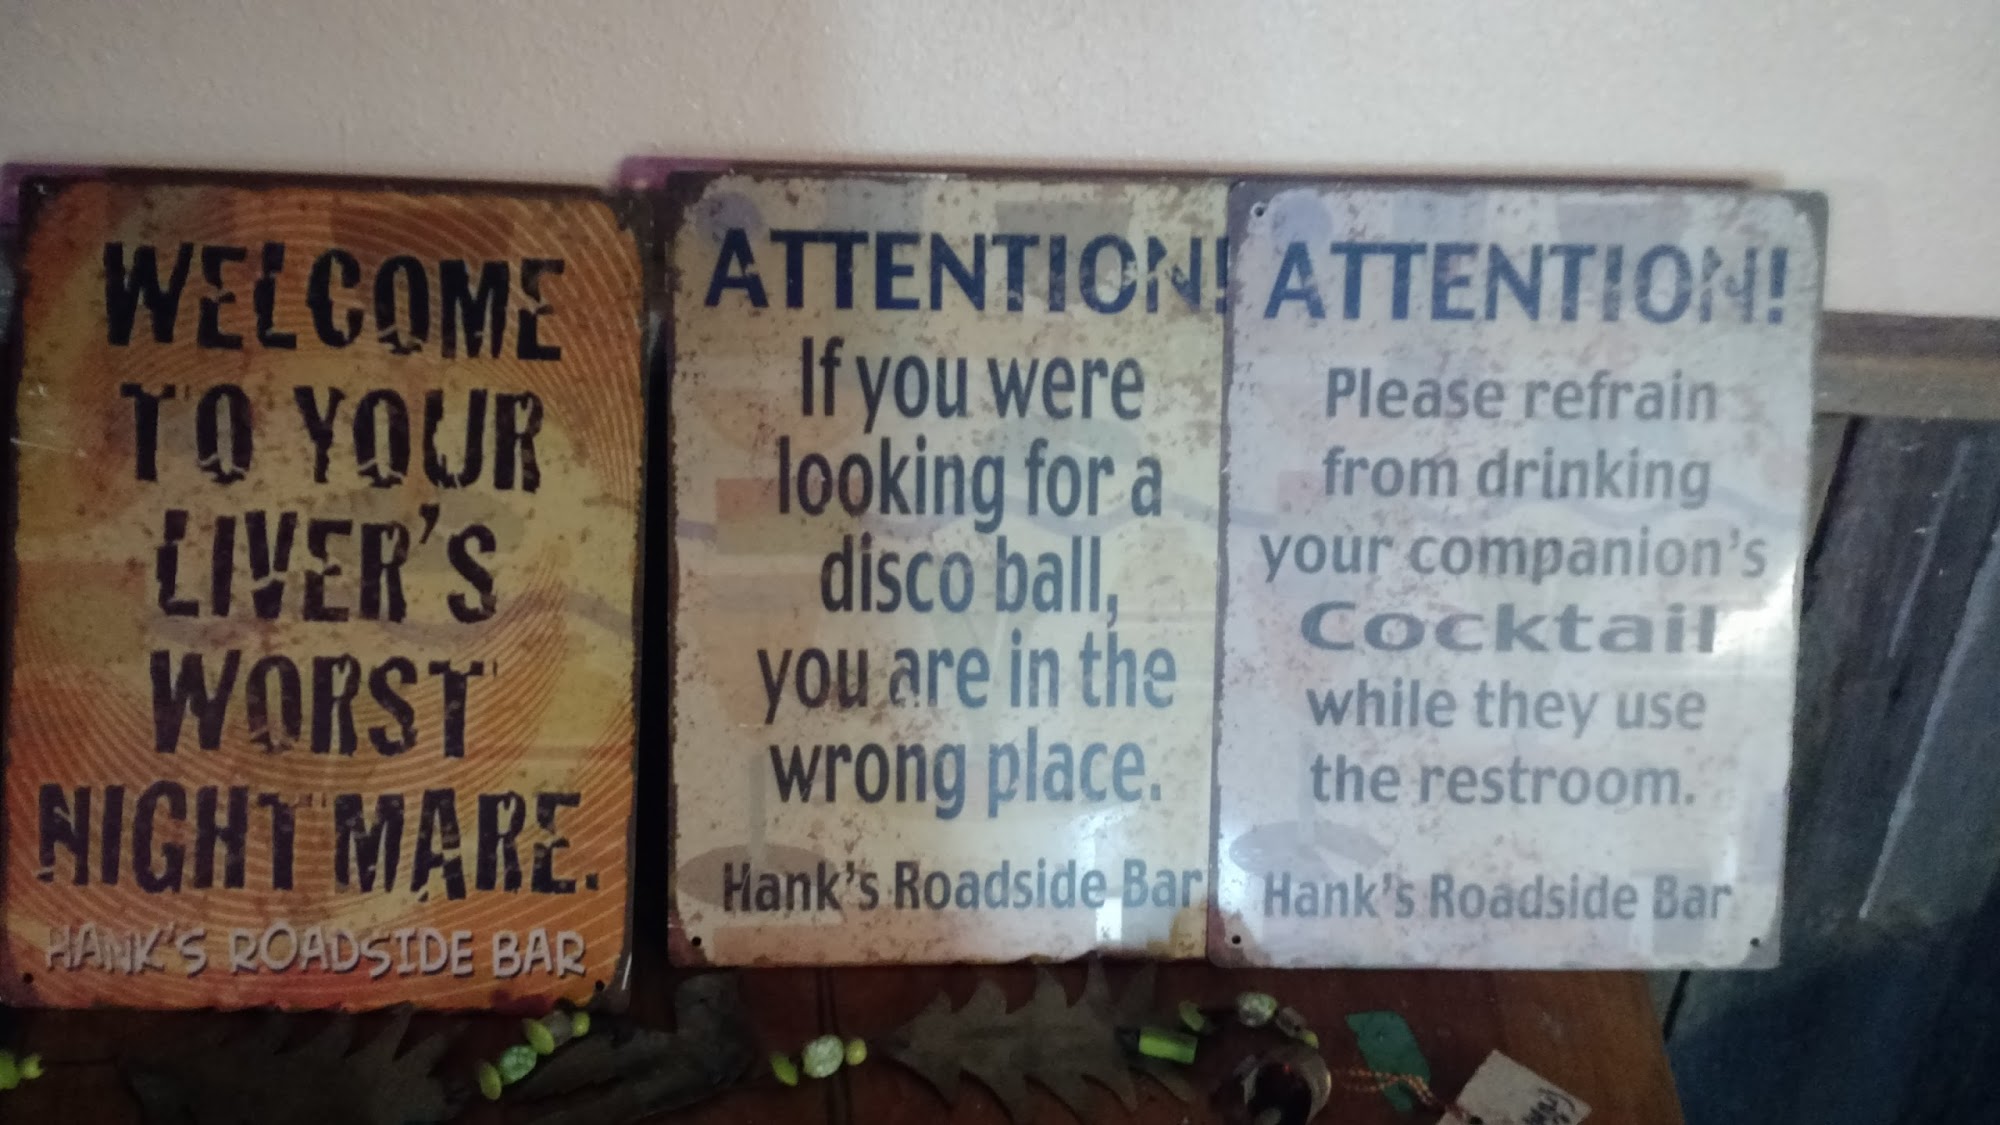 WELCOME
TO YOUR
LIVER'S
WORST
NIGHTMARE.
HANK'S ROADSIDE BAR
ATTENTION!
If you were
looking for a
disco ball,
you are in the
wrong place.
Hank's Roadside Bar
ATTENTION!
Please refrain
from drinking
your companion's
Cocktail
while they use
the restroom.
Hank's Roadside Bar